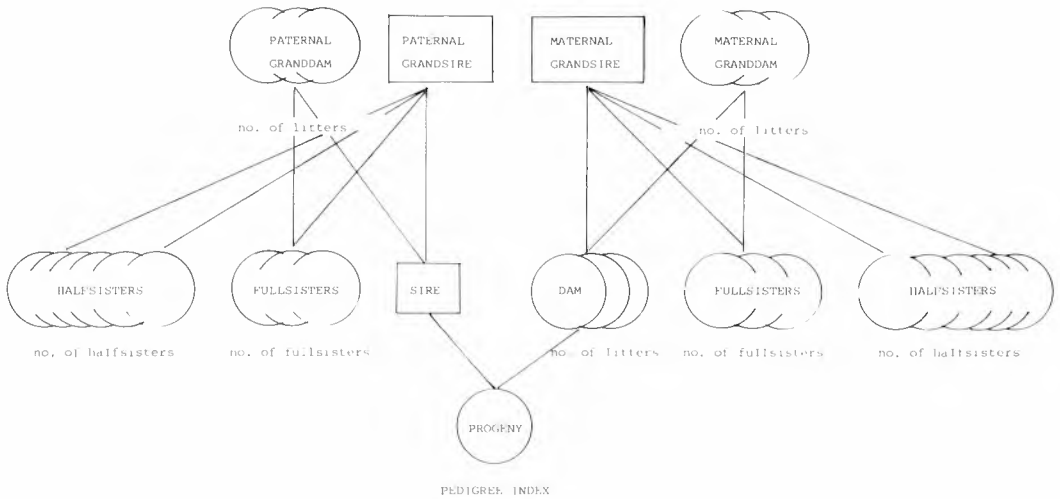 PATERNAL
GRANDDAM
PATERNAL
GRANDSIRE
MATERNAL
GRANDSIRE
MATERNAL
GRANDDAM
no. of litters
no. of litters
HALFSISTERS
FULLSISTERS
SIRE
DAM
FULLSISTERS
HALFSISTERS
no. of halfsisters
no. of fullsisters
no. of litters
no. of fullsisters
no. of halfsisters
PROGENY
PEDIGREE INDEX